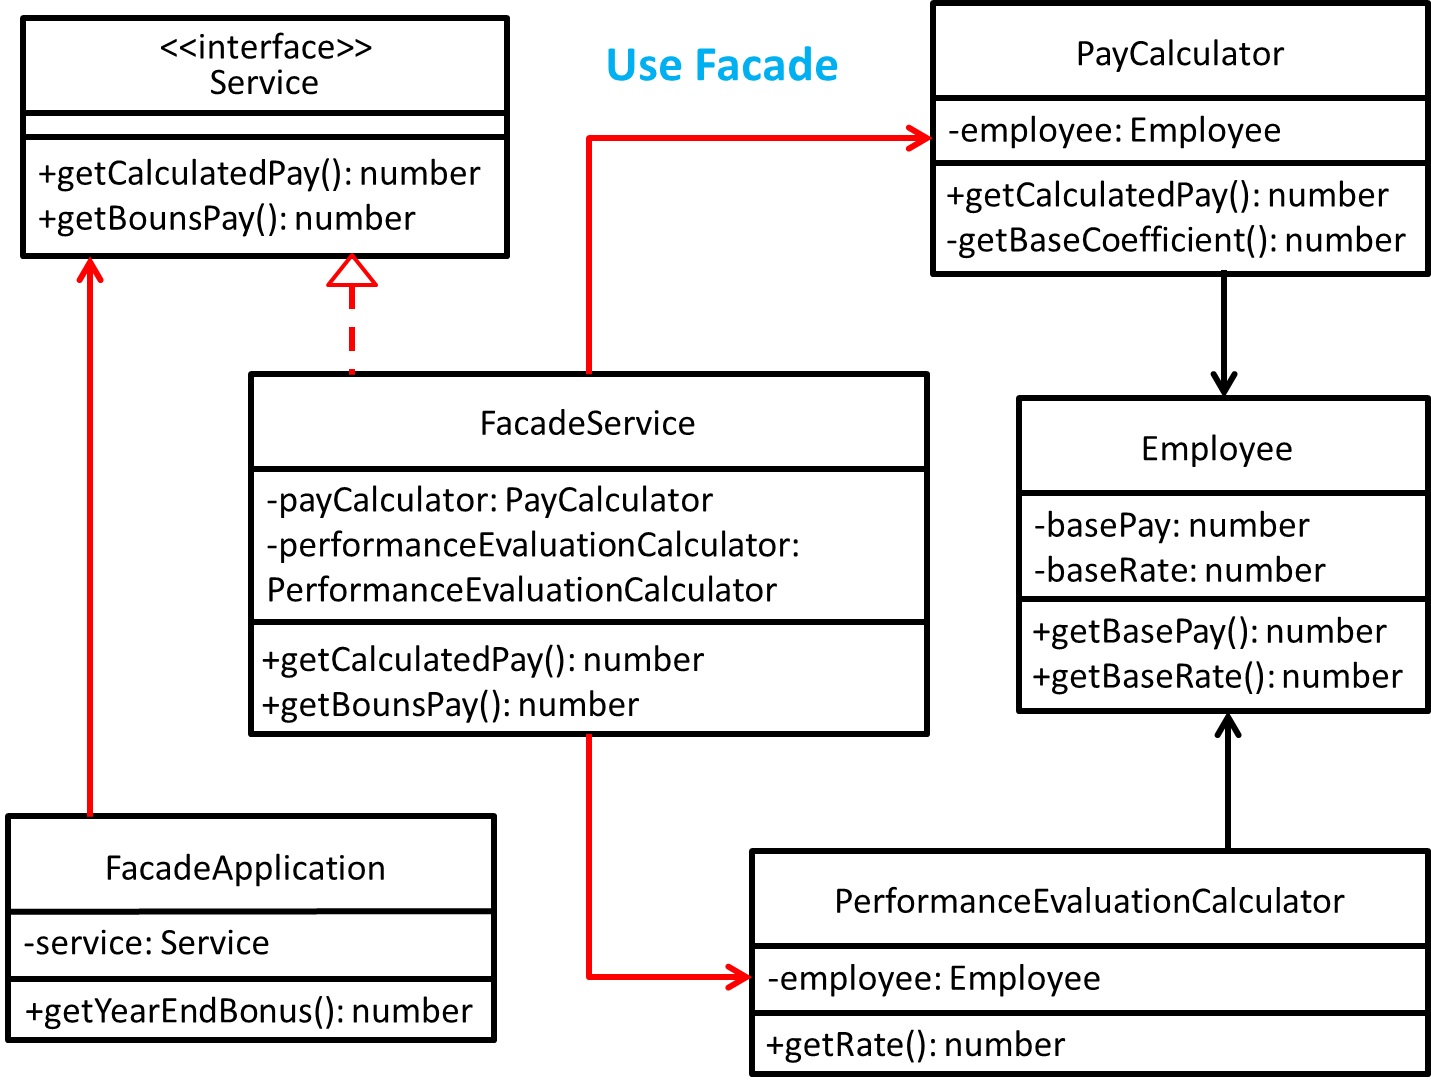 <<interface>>
Service
+getCalculatedPay(): number
+getBounsPay(): number
Use Facade
PayCalculator
-employee: Employee
+getCalculatedPay(): number
-getBaseCoefficient(): number
FacadeService
-payCalculator: PayCalculator
-performanceEvaluationCalculator:
PerformanceEvaluationCalculator
+getCalculatedPay(): number
+getBounsPay(): number
Employee
-basePay: number
-baseRate: number
+getBasePay(): number
+getBaseRate(): number
FacadeApplication
-service: Service
+getYearEndBonus(): number
PerformanceEvaluationCalculator
-employee: Employee
+getRate(): number